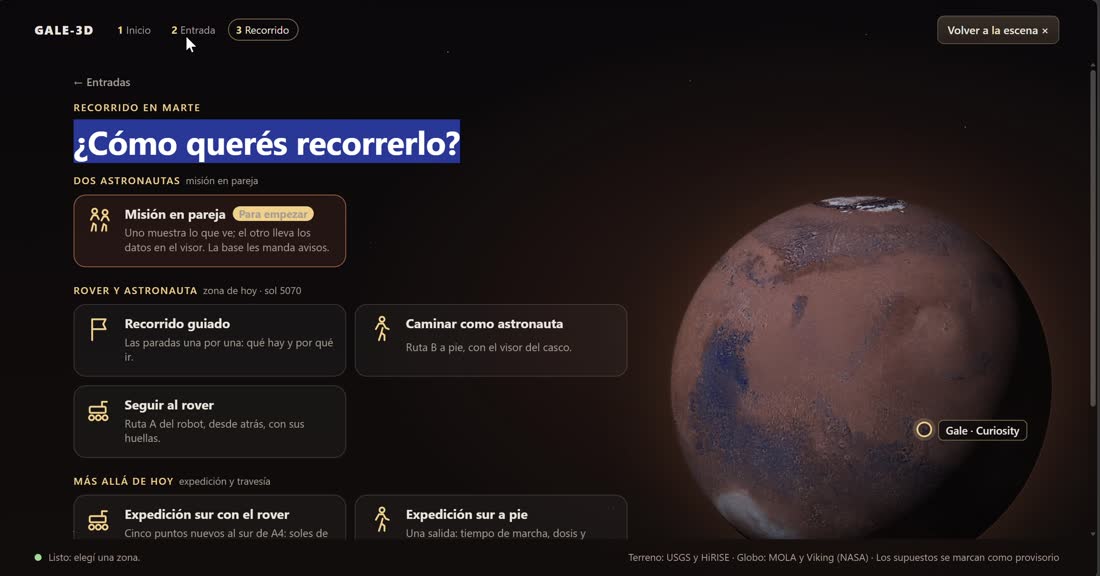 GALE-3D
1 Inicio
2 Entrada
3 Recorrido
Volver a la escena ×
← Entradas
RECORRIDO EN MARTE
¿Cómo querés recorrerlo?
DOS ASTRONAUTAS misión en pareja
Misión en pareja Para empezar
Uno muestra lo que ve; el otro lleva los
datos en el visor. La base les manda avisos.
ROVER Y ASTRONAUTA zona de hoy · sol 5070
Recorrido guiado
Las paradas una por una: qué hay y por qué
ir.
Caminar como astronauta
Ruta B a pie, con el visor del casco.
Seguir al rover
Ruta A del robot, desde atrás, con sus
huellas.
MÁS ALLÁ DE HOY expedición y travesía
Expedición sur con el rover
Cinco puntos nuevos al sur de A4: soles de
Expedición sur a pie
Una salida: tiempo de marcha, dosis y
Gale · Curiosity
Listo: elegí una zona.
Terreno: USGS y HiRISE · Globo: MOLA y Viking (NASA) · Los supuestos se marcan como provisorio